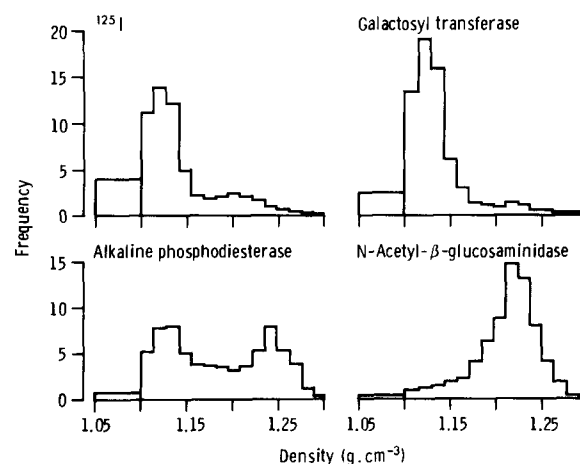 ¹²⁵I
Galactosyl transferase
20
15
10
5
0
Frequency
Alkaline phosphodiesterase
N-Acetyl-β-glucosaminidase
15
10
5
0
1.05 1.15 1.25
1.05 1.15 1.25
Density (g.cm⁻³)